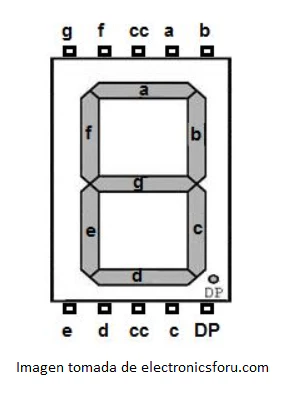 g f cc a b
a
f b
g
e c
d
DP
e d cc c DP
Imagen tomada de electronicsforu.com